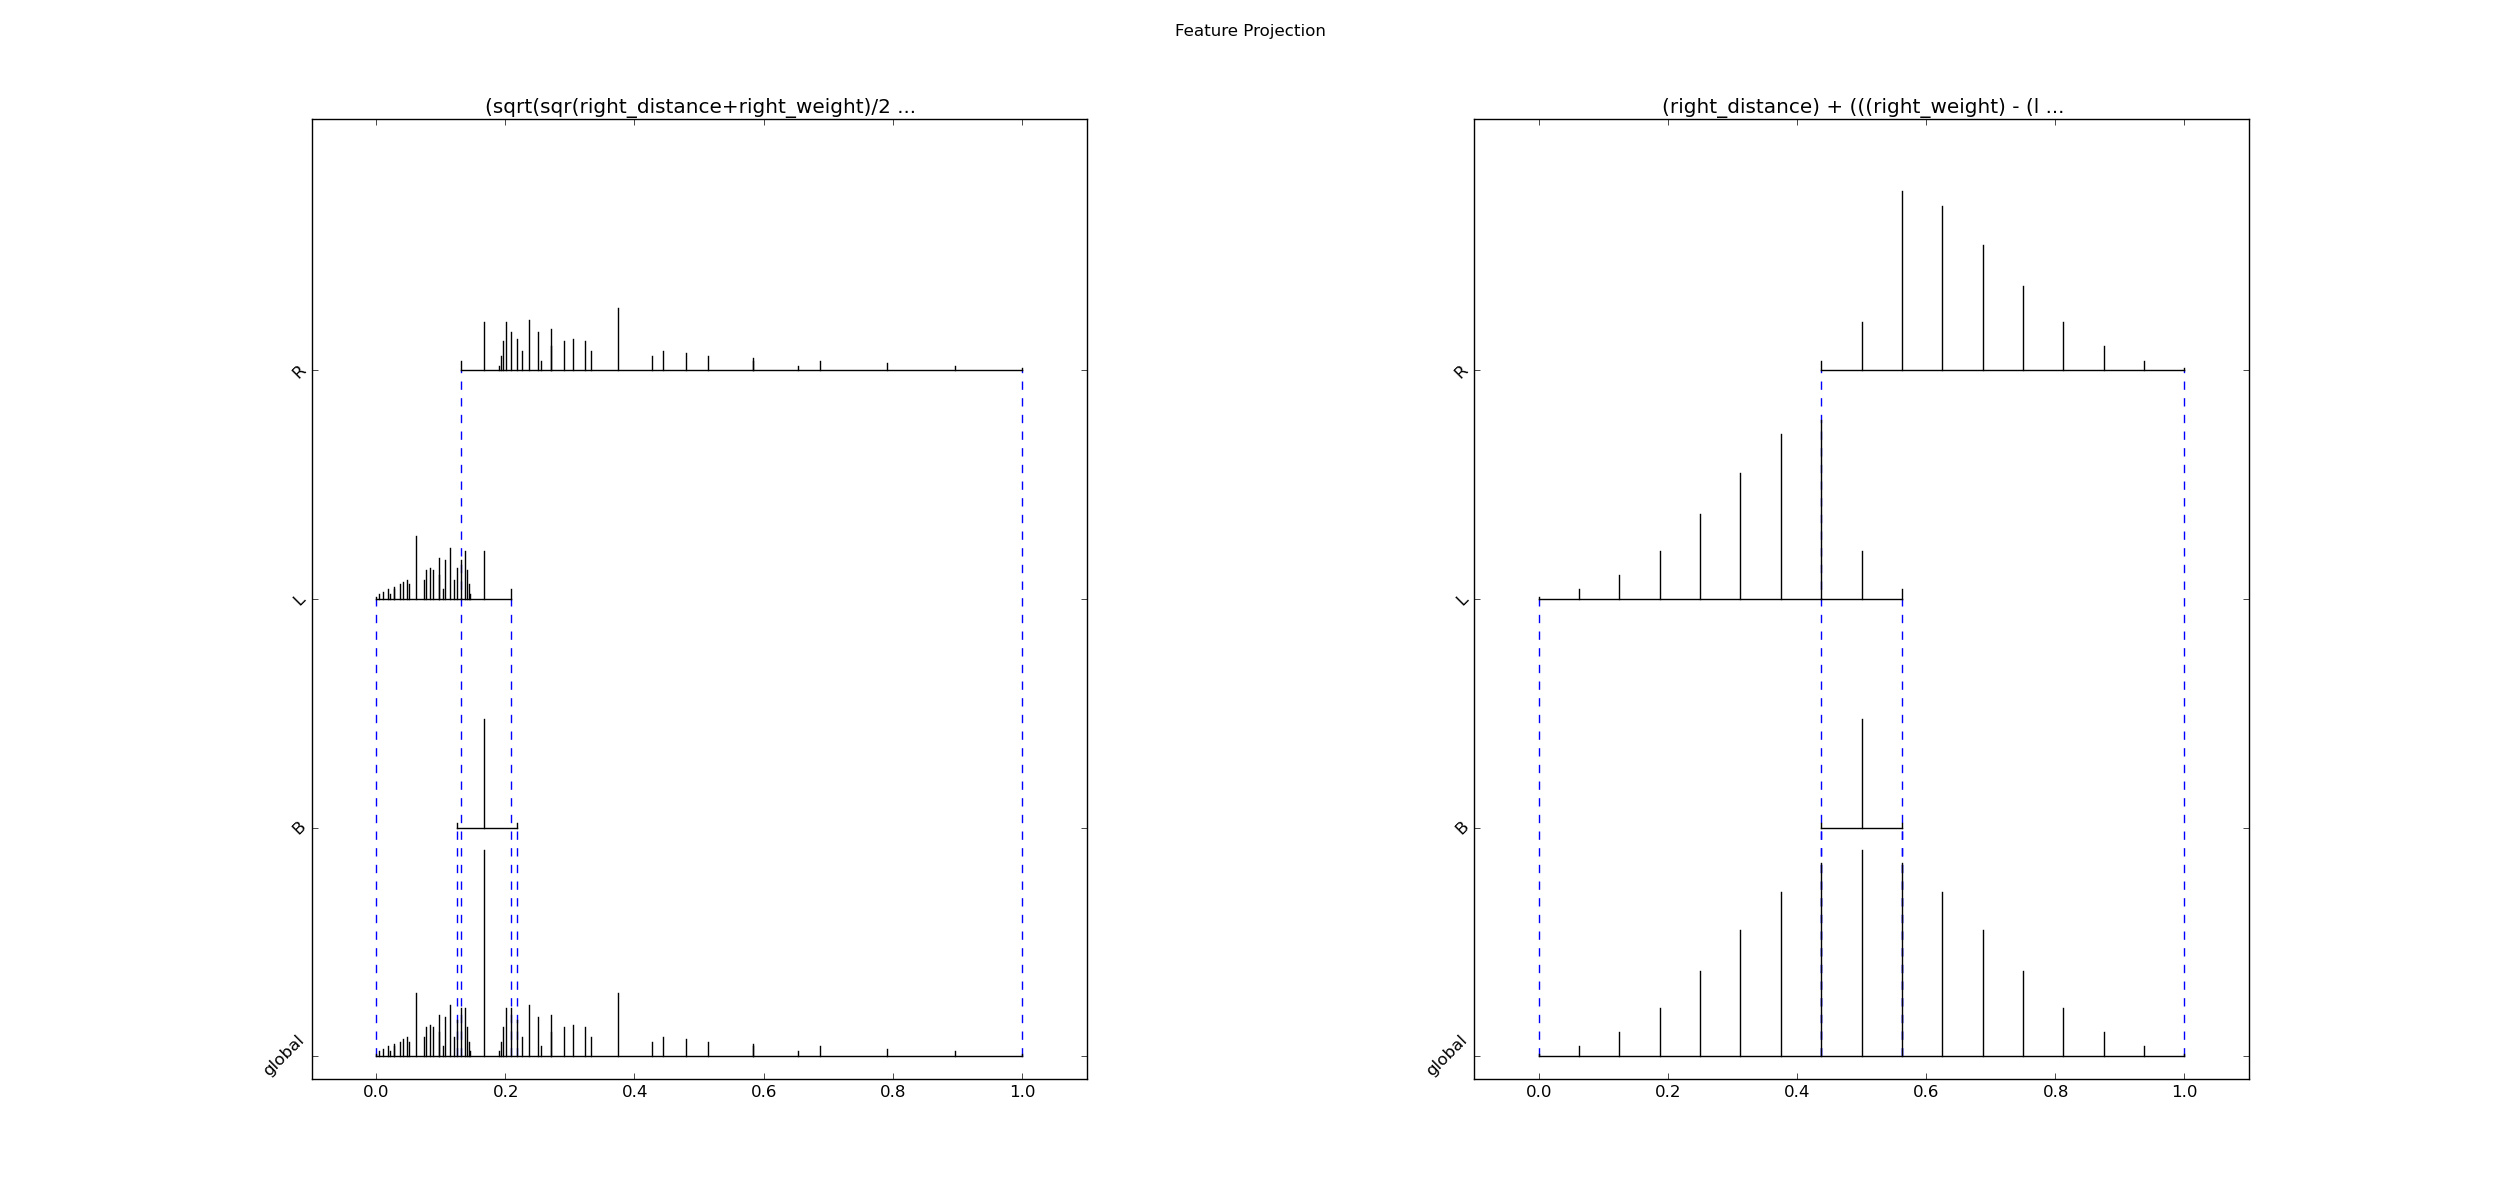 Feature Projection
(sqrt(sqr(right_distance+right_weight)/2 ...
R
L
B
global
0.0 0.2 0.4 0.6 0.8 1.0
(right_distance) + (((right_weight) - (l ...
R
L
B
global
0.0 0.2 0.4 0.6 0.8 1.0